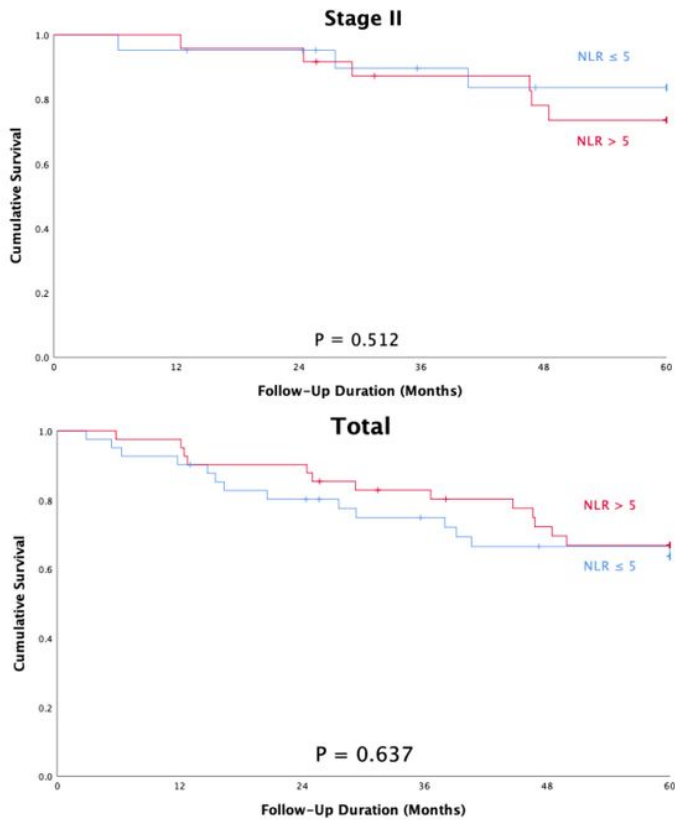 Stage II
1.0
NLR ≤ 5
0.8
NLR > 5
0.6
Cumulative Survival
0.4
0.2
P = 0.512
0.0
0 12 24 36 48 60
Follow-Up Duration (Months)
Total
1.0
0.8
NLR > 5
0.6
NLR ≤ 5
Cumulative Survival
0.4
0.2
P = 0.637
0.0
0 12 24 36 48 60
Follow-Up Duration (Months)